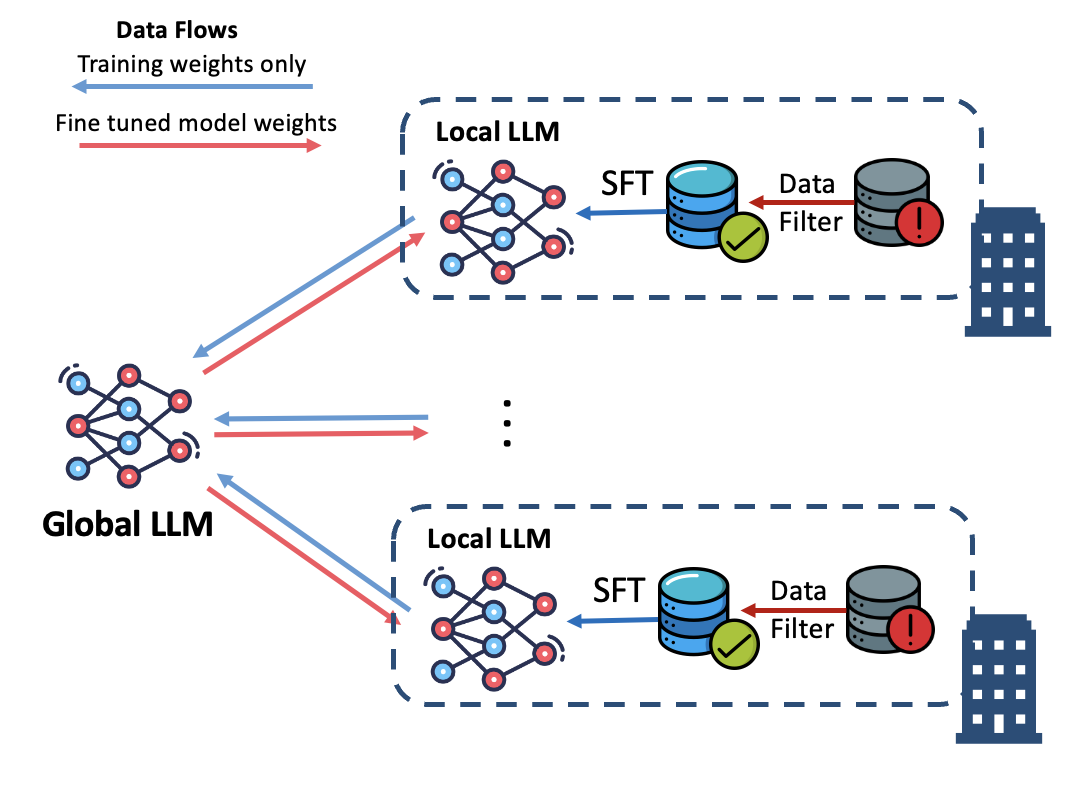 Data Flows
Training weights only
Fine tuned model weights
Local LLM
SFT
Data
Filter
Global LLM
Local LLM
SFT
Data
Filter